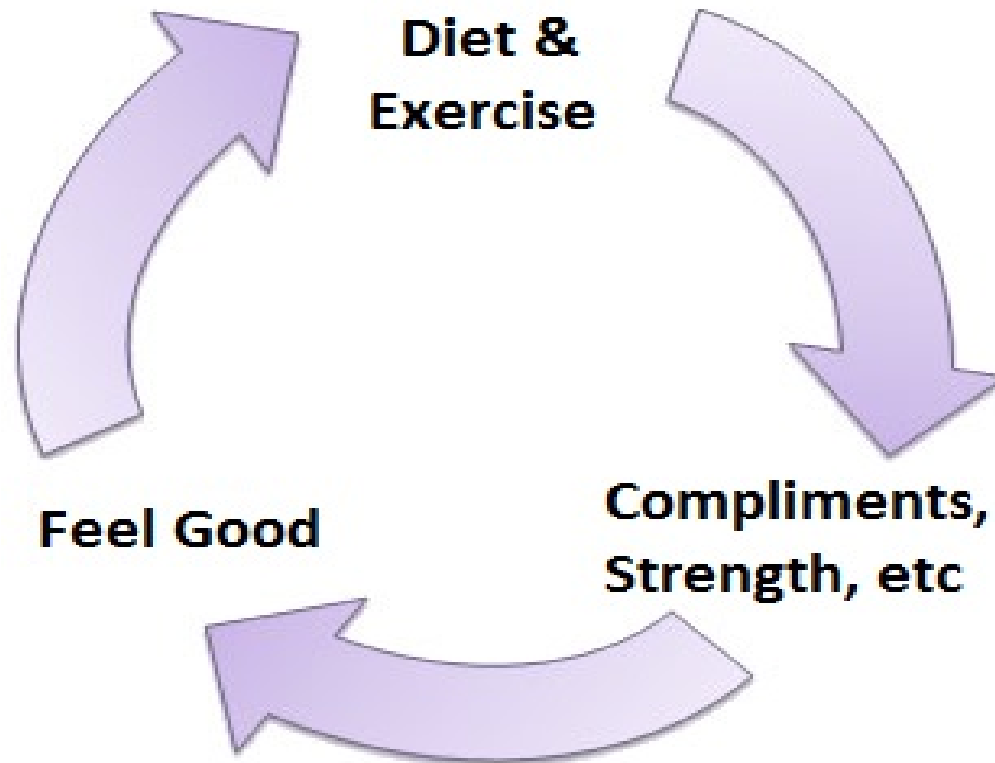 Diet &
Exercise
Compliments,
Strength, etc
Feel Good